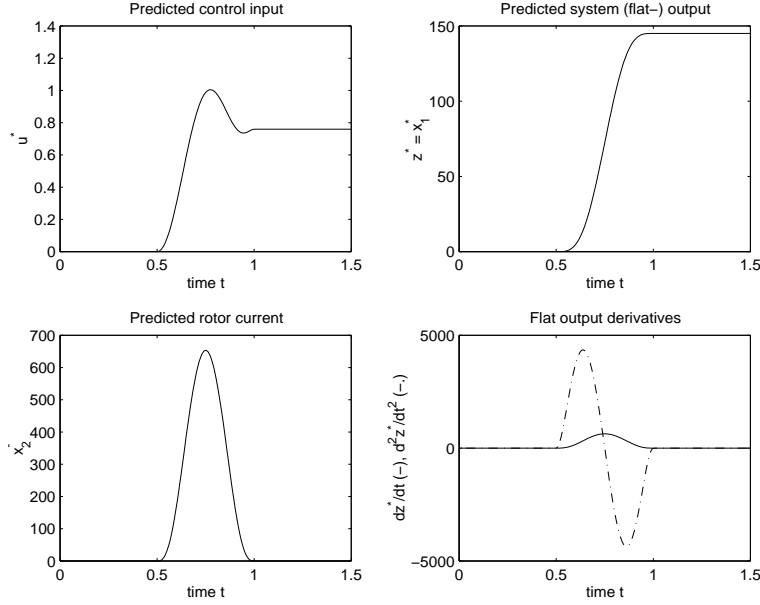 Predicted control input
1.4
1.2
1
0.8
0.6
0.4
0.2
0
u*
0 0.5 1 1.5
time t
Predicted system (flat−) output
150
100
50
0
z* = x1*
0 0.5 1 1.5
time t
Predicted rotor current
700
600
500
400
300
200
100
0
x2
0 0.5 1 1.5
time t
Flat output derivatives
5000
0
−5000
dz*/dt (−), d2z*/dt2 (−.
0 0.5 1 1.5
time t